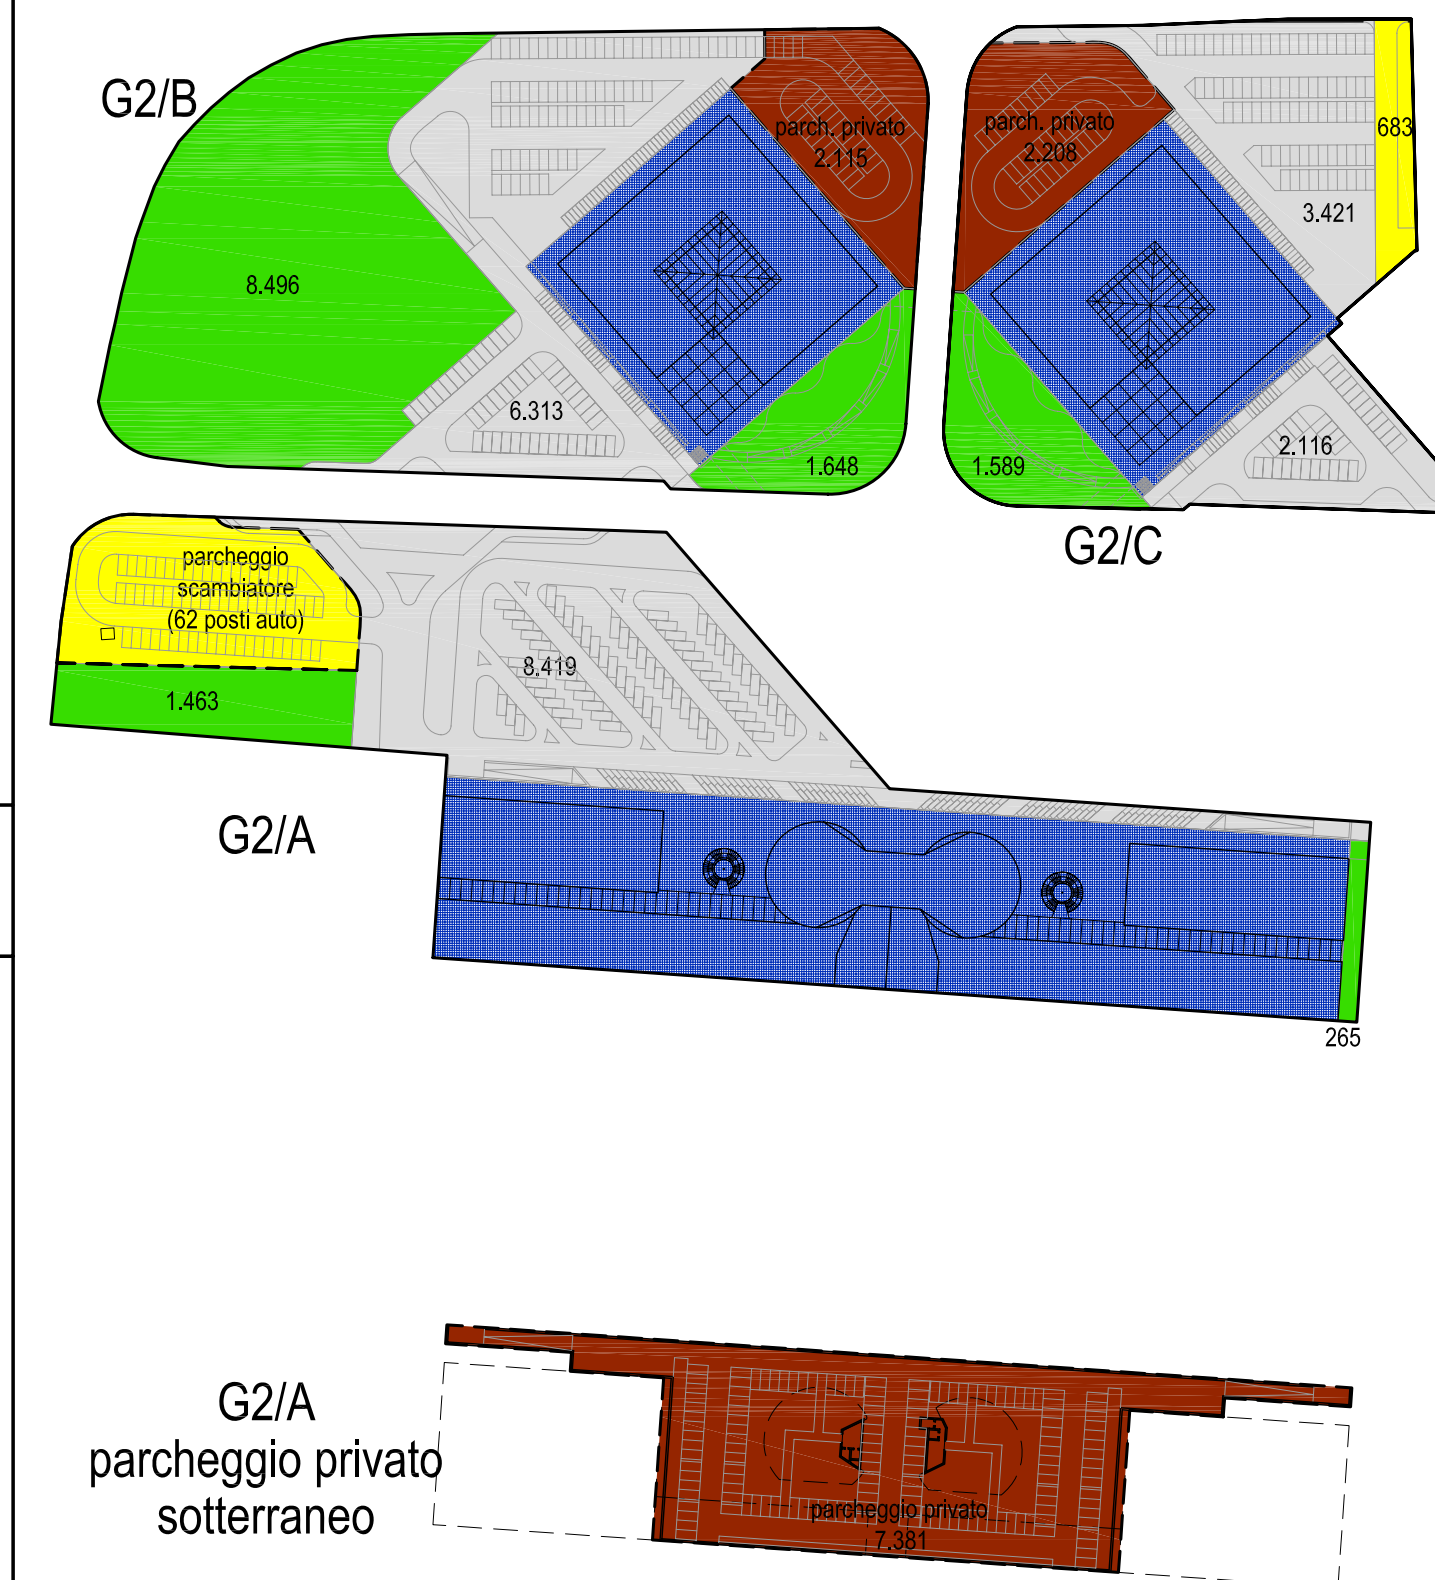 G2/B
parch. privato
2.115
8.496
6.313
1.648
parch. privato
2.208
683
3.421
1.589
2.116
G2/C
parcheggio
scambiatore
(62 posti auto)
8.419
1.463
G2/A
265
G2/A
parcheggio privato
sotterraneo
parcheggio privato
7.381